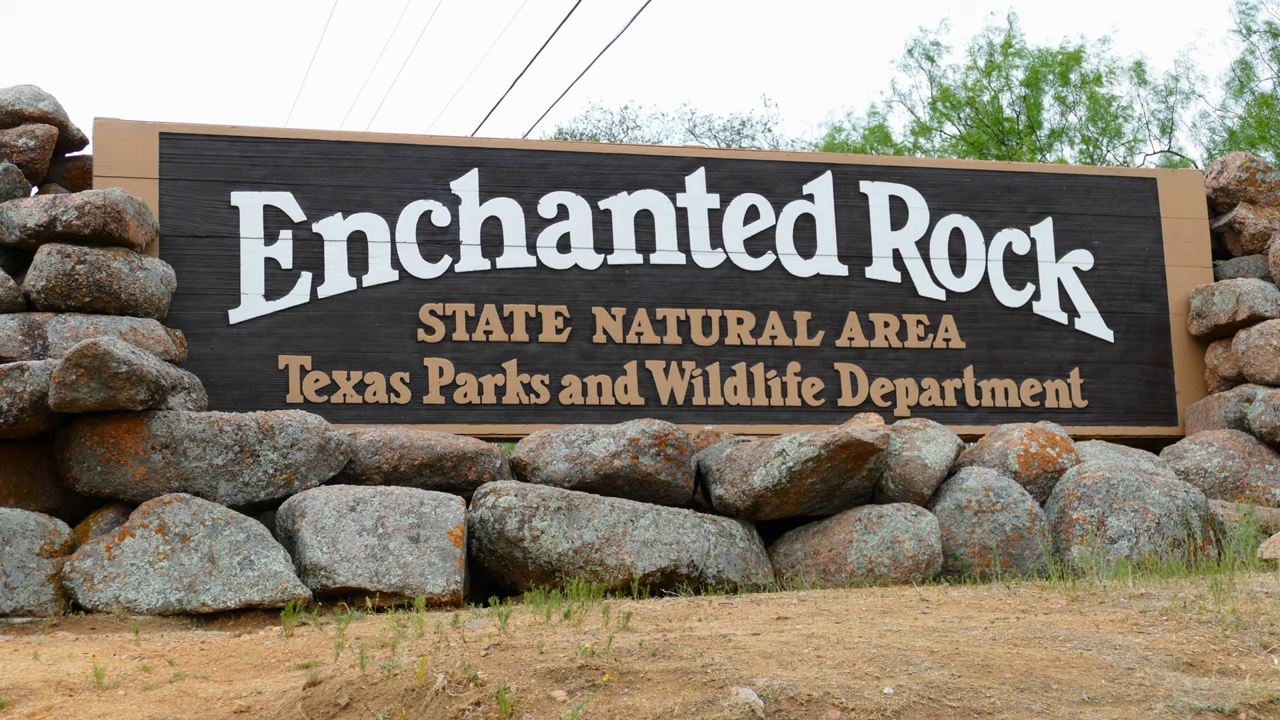 Enchanted Rock
STATE NATURAL AREA
Texas Parks and Wildlife Department